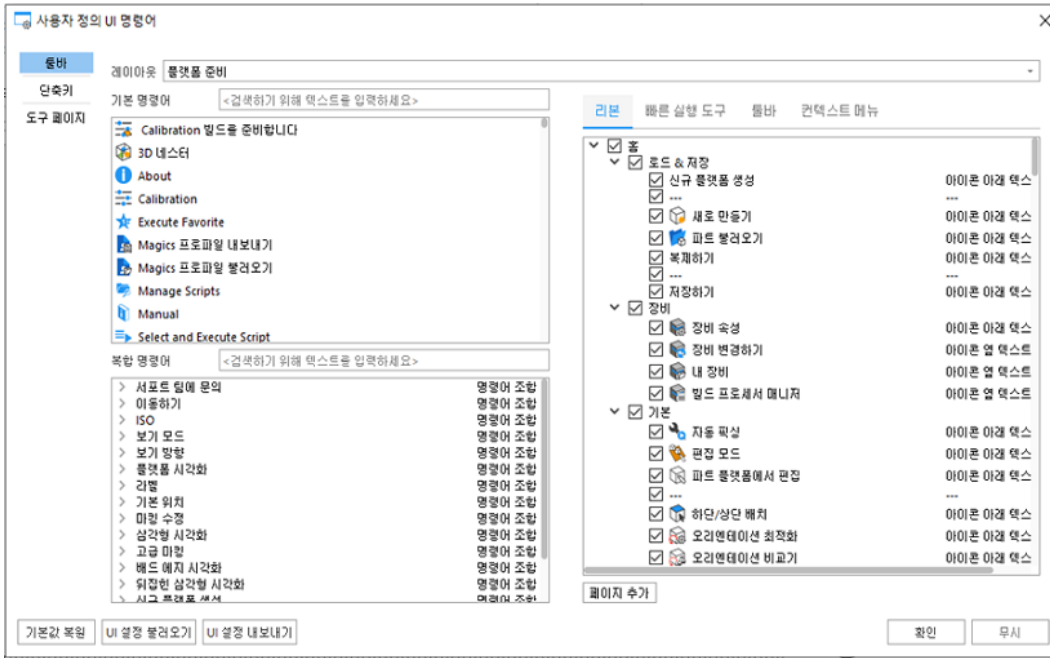 사용자 정의 UI 명령어
툴바
단축키
도구 페이지
레이아웃 플랫폼 준비
기본 명령어 <검색하기 위해 텍스트를 입력하세요>
Calibration 빌드를 준비합니다
3D 네스터
About
Calibration
Execute Favorite
Magics 프로파일 내보내기
Magics 프로파일 불러오기
Manage Scripts
Manual
Select and Execute Script
복합 명령어 <검색하기 위해 텍스트를 입력하세요>
서포트 팀에 문의 명령어 조합
이동하기 명령어 조합
ISO 명령어 조합
보기 모드 명령어 조합
보기 방향 명령어 조합
플랫폼 시각화 명령어 조합
라벨 명령어 조합
기본 위치 명령어 조합
마킹 수정 명령어 조합
삼각형 시각화 명령어 조합
고급 마킹 명령어 조합
배드 에지 시각화 명령어 조합
뒤집힌 삼각형 시각화 명령어 조합
신규 플랫폼 생성 명령어 조합
리본 빠른 실행 도구 툴바 컨텍스트 메뉴
홈
로드 & 저장
신규 플랫폼 생성 아이콘 아래 텍스
--- ---
새로 만들기 아이콘 아래 텍스
파트 불러오기 아이콘 아래 텍스
복제하기 아이콘 아래 텍스
--- ---
저장하기 아이콘 아래 텍스
장비
장비 속성 아이콘 아래 텍스
장비 변경하기 아이콘 옆 텍스트
내 장비 아이콘 옆 텍스트
빌드 프로세서 매니저 아이콘 옆 텍스트
기본
자동 픽싱 아이콘 아래 텍스
편집 모드 아이콘 아래 텍스
파트 플랫폼에서 편집 아이콘 아래 텍스
--- ---
하단/상단 배치 아이콘 아래 텍스
오리엔테이션 최적화 아이콘 아래 텍스
오리엔테이션 비교기 아이콘 아래 텍스
페이지 추가
기본값 복원 UI 설정 불러오기 UI 설정 내보내기 확인 무시